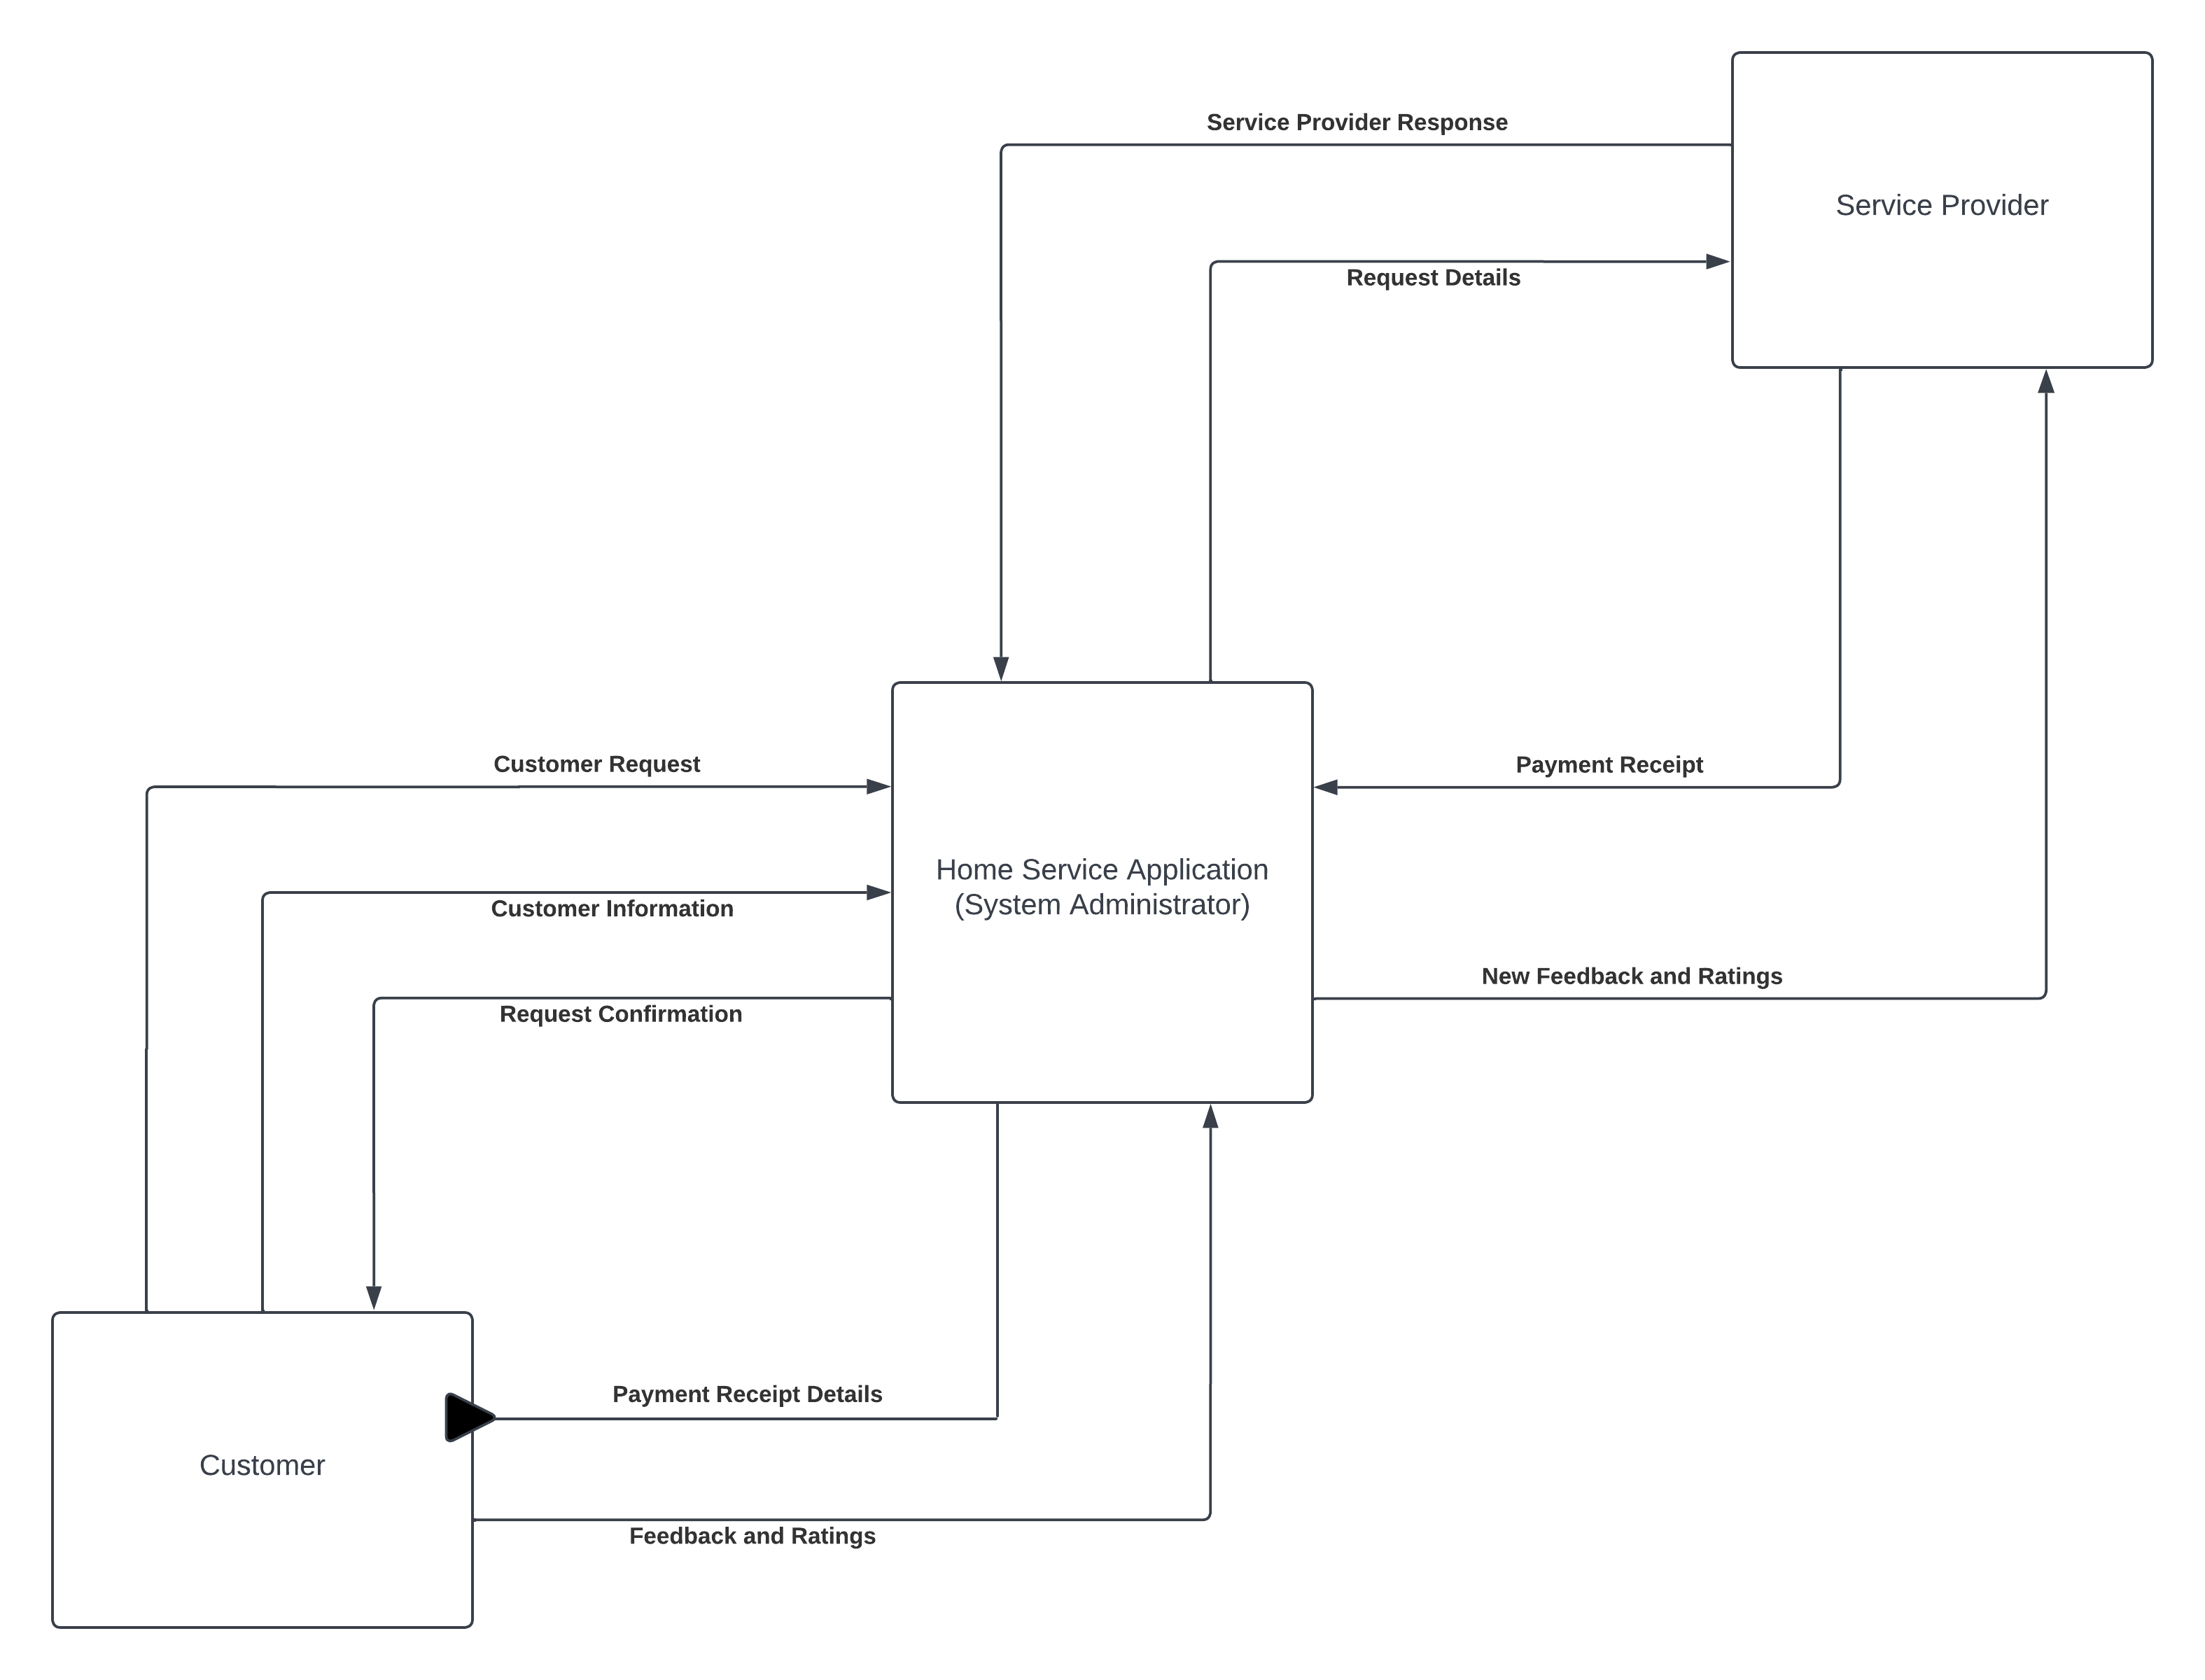 Service Provider Response
Service Provider
Request Details
Customer Request
Payment Receipt
Home Service Application
(System Administrator)
Customer Information
New Feedback and Ratings
Request Confirmation
Payment Receipt Details
Customer
Feedback and Ratings